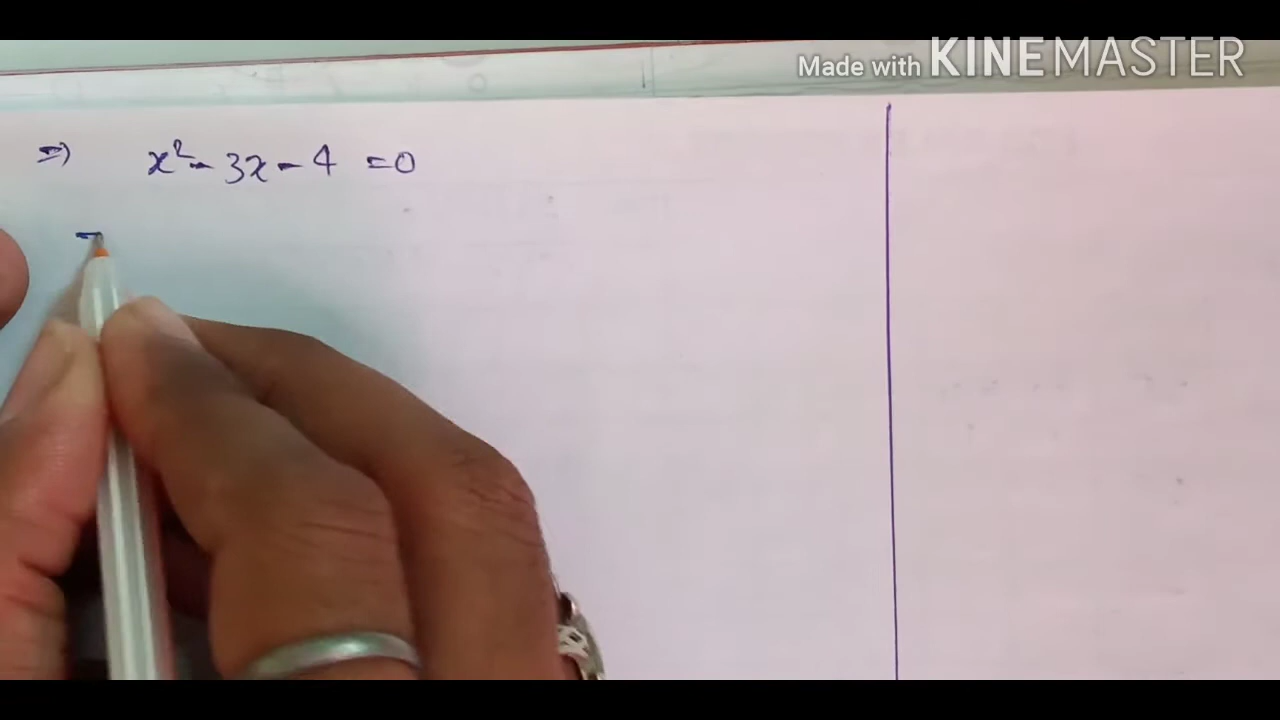 Made with KINEMASTER
⇒ x² - 3x - 4 = 0